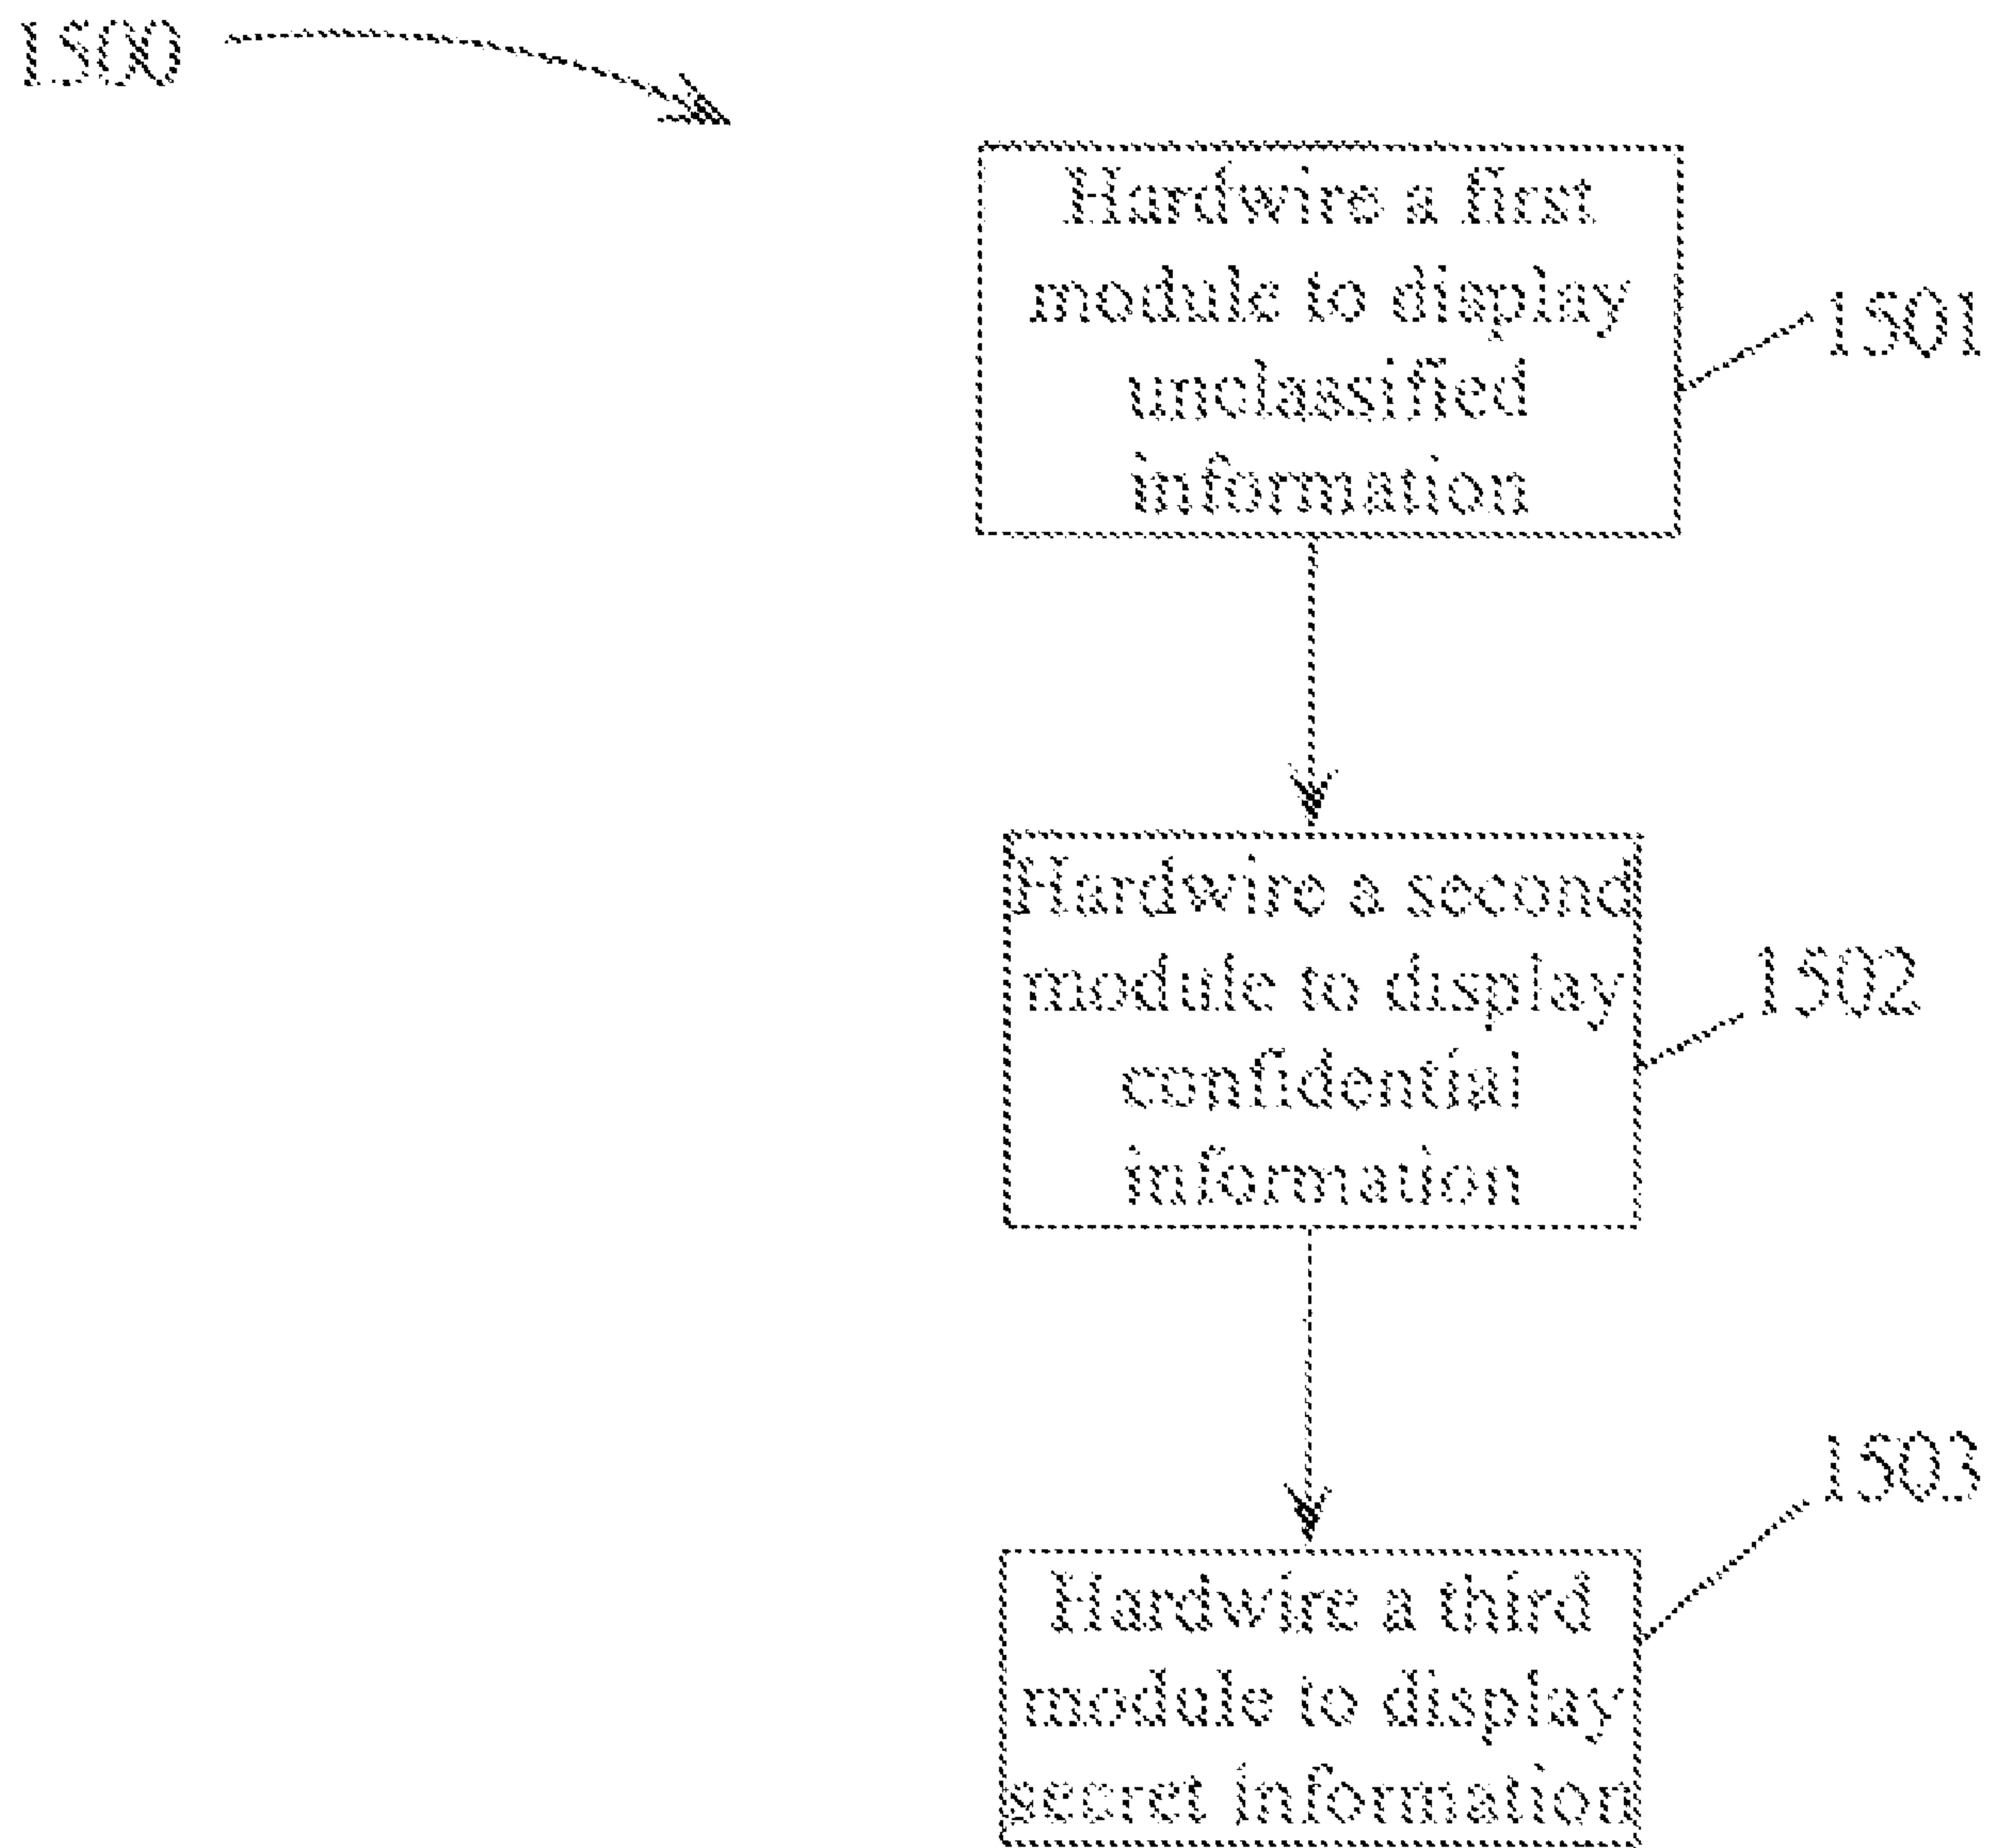 1500
Hardwire a first
module to display
unclassified
information
1501
Hardwire a second
module to display
confidential
information
1502
Hardwire a third
module to display
secret information
1503